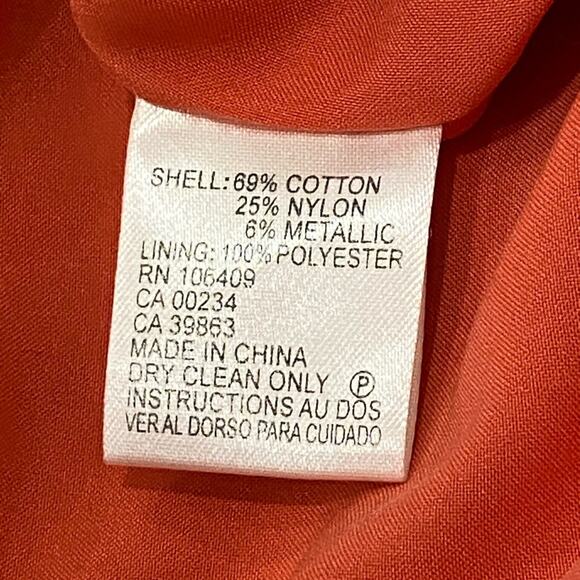 SHELL: 69% COTTON
25% NYLON
6% METALLIC
LINING: 100% POLYESTER
RN 106409
CA 00234
CA 39863
MADE IN CHINA
DRY CLEAN ONLY Ⓟ
INSTRUCTIONS AU DOS
VER AL DORSO PARA CUIDADO